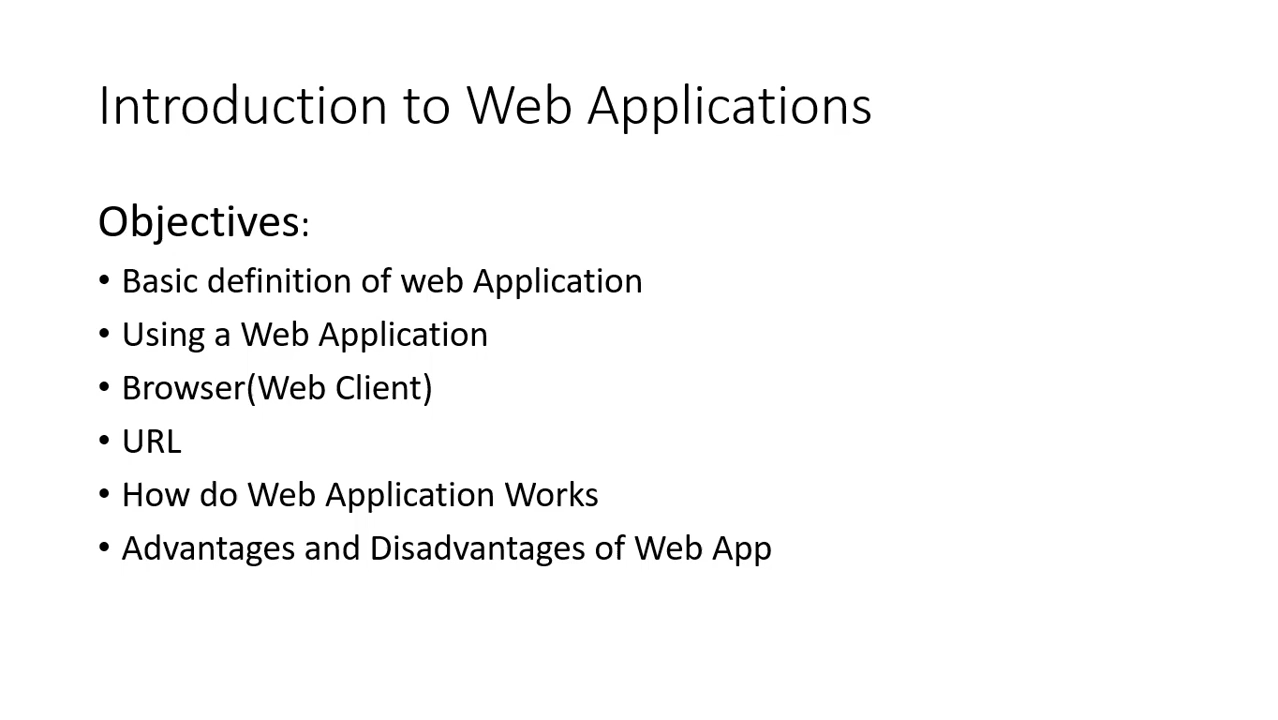 Introduction to Web Applications
Objectives:
• Basic definition of web Application
• Using a Web Application
• Browser(Web Client)
• URL
• How do Web Application Works
• Advantages and Disadvantages of Web App